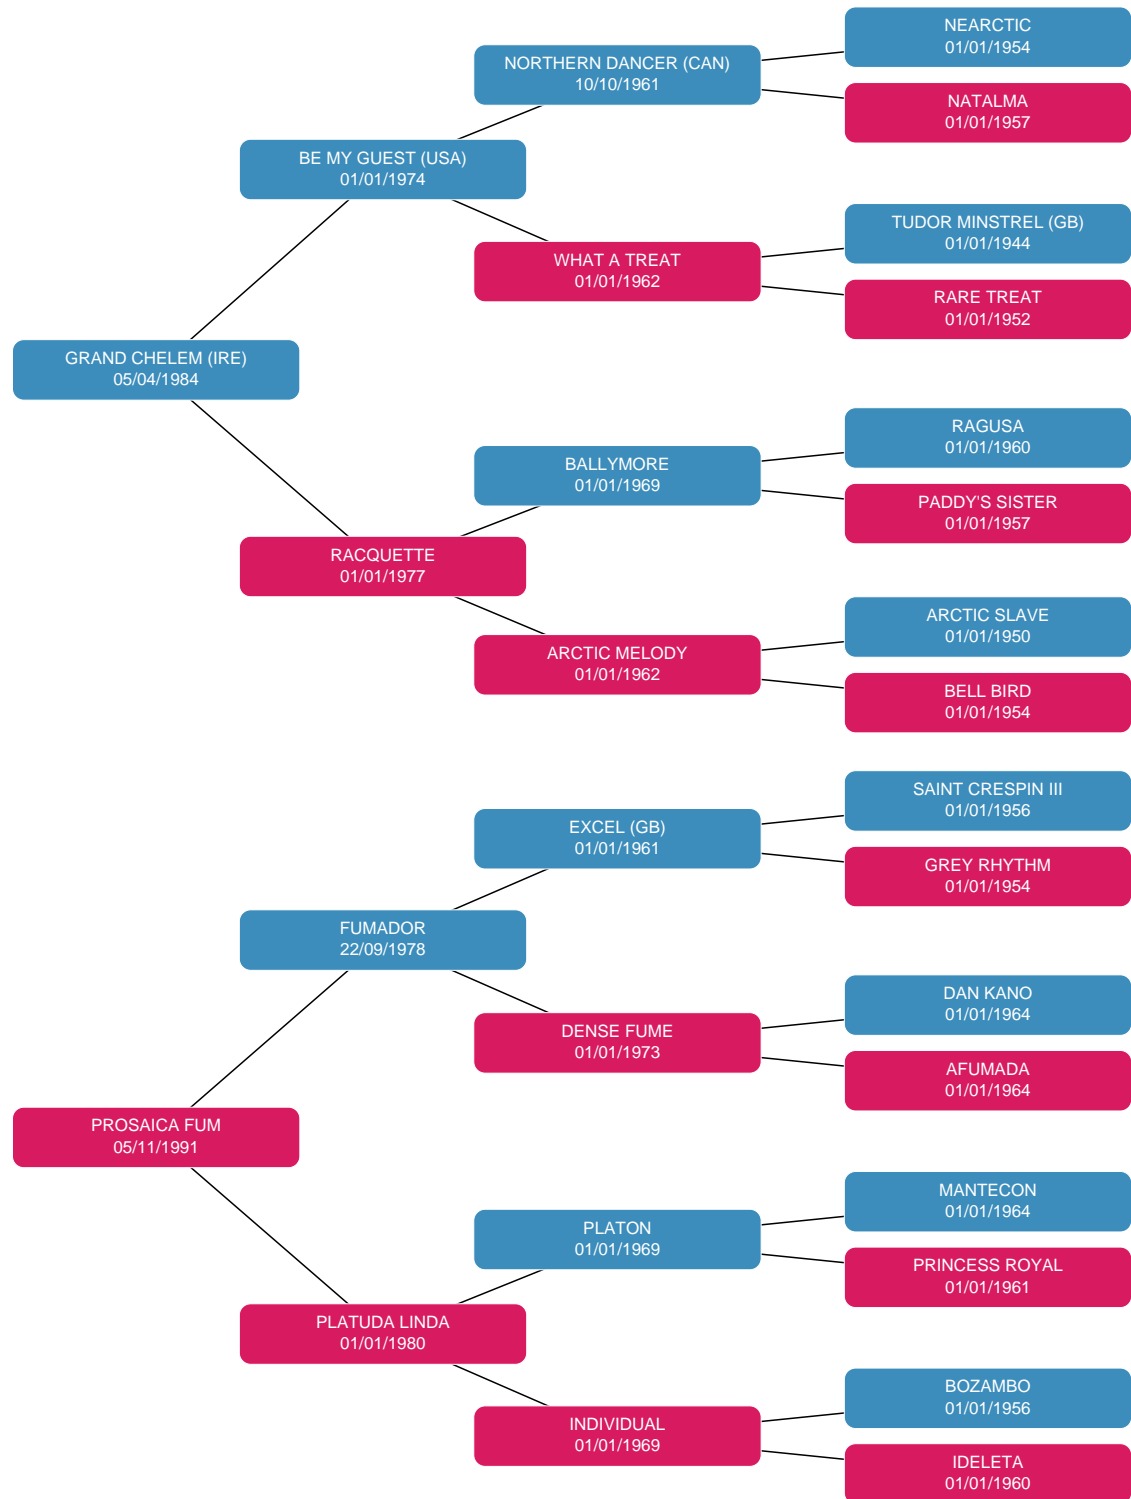 NEARCTIC
01/01/1954
NORTHERN DANCER (CAN)
10/10/1961
NATALMA
01/01/1957
BE MY GUEST (USA)
01/01/1974
TUDOR MINSTREL (GB)
01/01/1944
WHAT A TREAT
01/01/1962
RARE TREAT
01/01/1952
GRAND CHELEM (IRE)
05/04/1984
RAGUSA
01/01/1960
BALLYMORE
01/01/1969
PADDY'S SISTER
01/01/1957
RACQUETTE
01/01/1977
ARCTIC SLAVE
01/01/1950
ARCTIC MELODY
01/01/1962
BELL BIRD
01/01/1954
SAINT CRESPIN III
01/01/1956
EXCEL (GB)
01/01/1961
GREY RHYTHM
01/01/1954
FUMADOR
22/09/1978
DAN KANO
01/01/1964
DENSE FUME
01/01/1973
AFUMADA
01/01/1964
PROSAICA FUM
05/11/1991
MANTECON
01/01/1964
PLATON
01/01/1969
PRINCESS ROYAL
01/01/1961
PLATUDA LINDA
01/01/1980
BOZAMBO
01/01/1956
INDIVIDUAL
01/01/1969
IDELETA
01/01/1960